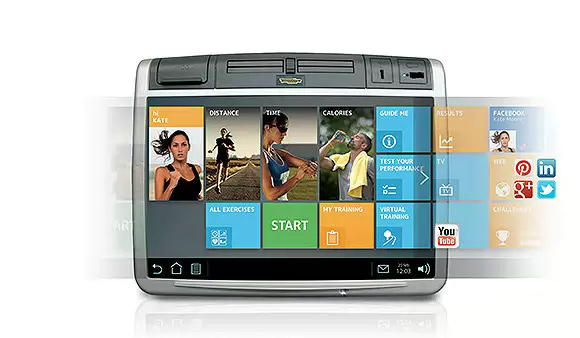 hi
KATE
DISTANCE
TIME
CALORIES
GUIDE ME
RESULTS
FACEBOOK
TEST YOUR
PERFORMANCE
TV
WEB
ALL EXERCISES
START
MY TRAINING
VIRTUAL
TRAINING
You
Tube
12:03